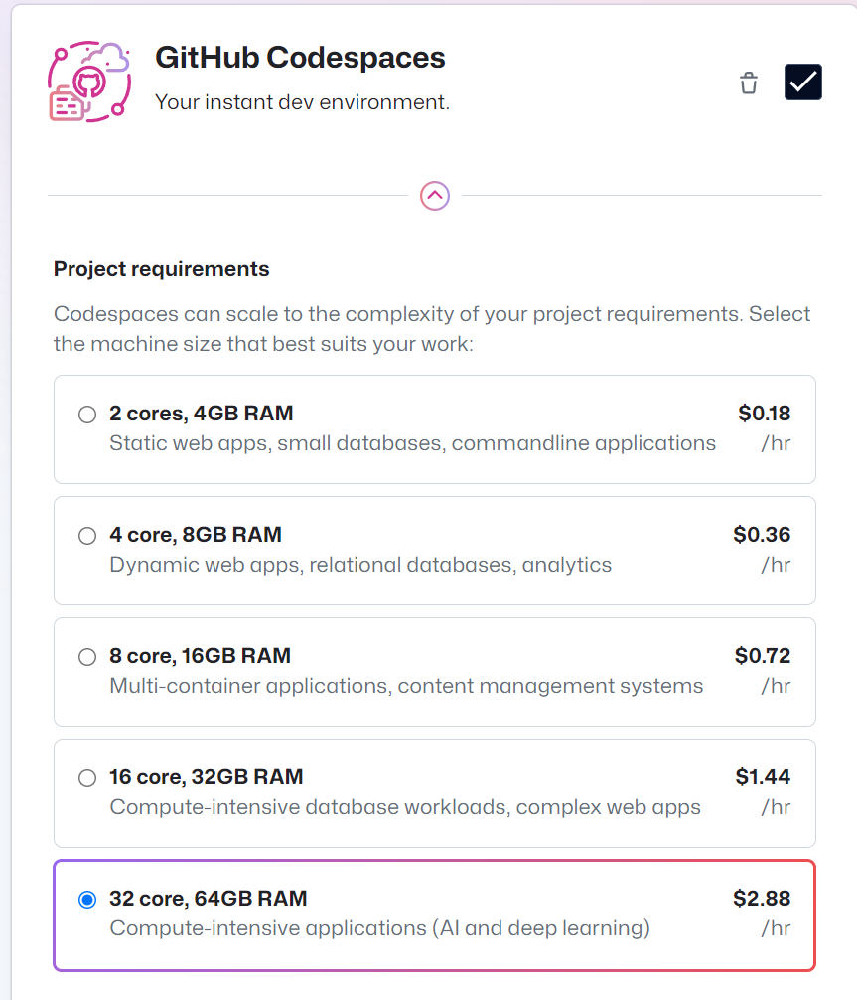 GitHub Codespaces
Your instant dev environment.
Project requirements
Codespaces can scale to the complexity of your project requirements. Select
the machine size that best suits your work:
2 cores, 4GB RAM $0.18
Static web apps, small databases, commandline applications /hr
4 core, 8GB RAM $0.36
Dynamic web apps, relational databases, analytics /hr
8 core, 16GB RAM $0.72
Multi-container applications, content management systems /hr
16 core, 32GB RAM $1.44
Compute-intensive database workloads, complex web apps /hr
32 core, 64GB RAM $2.88
Compute-intensive applications (AI and deep learning) /hr